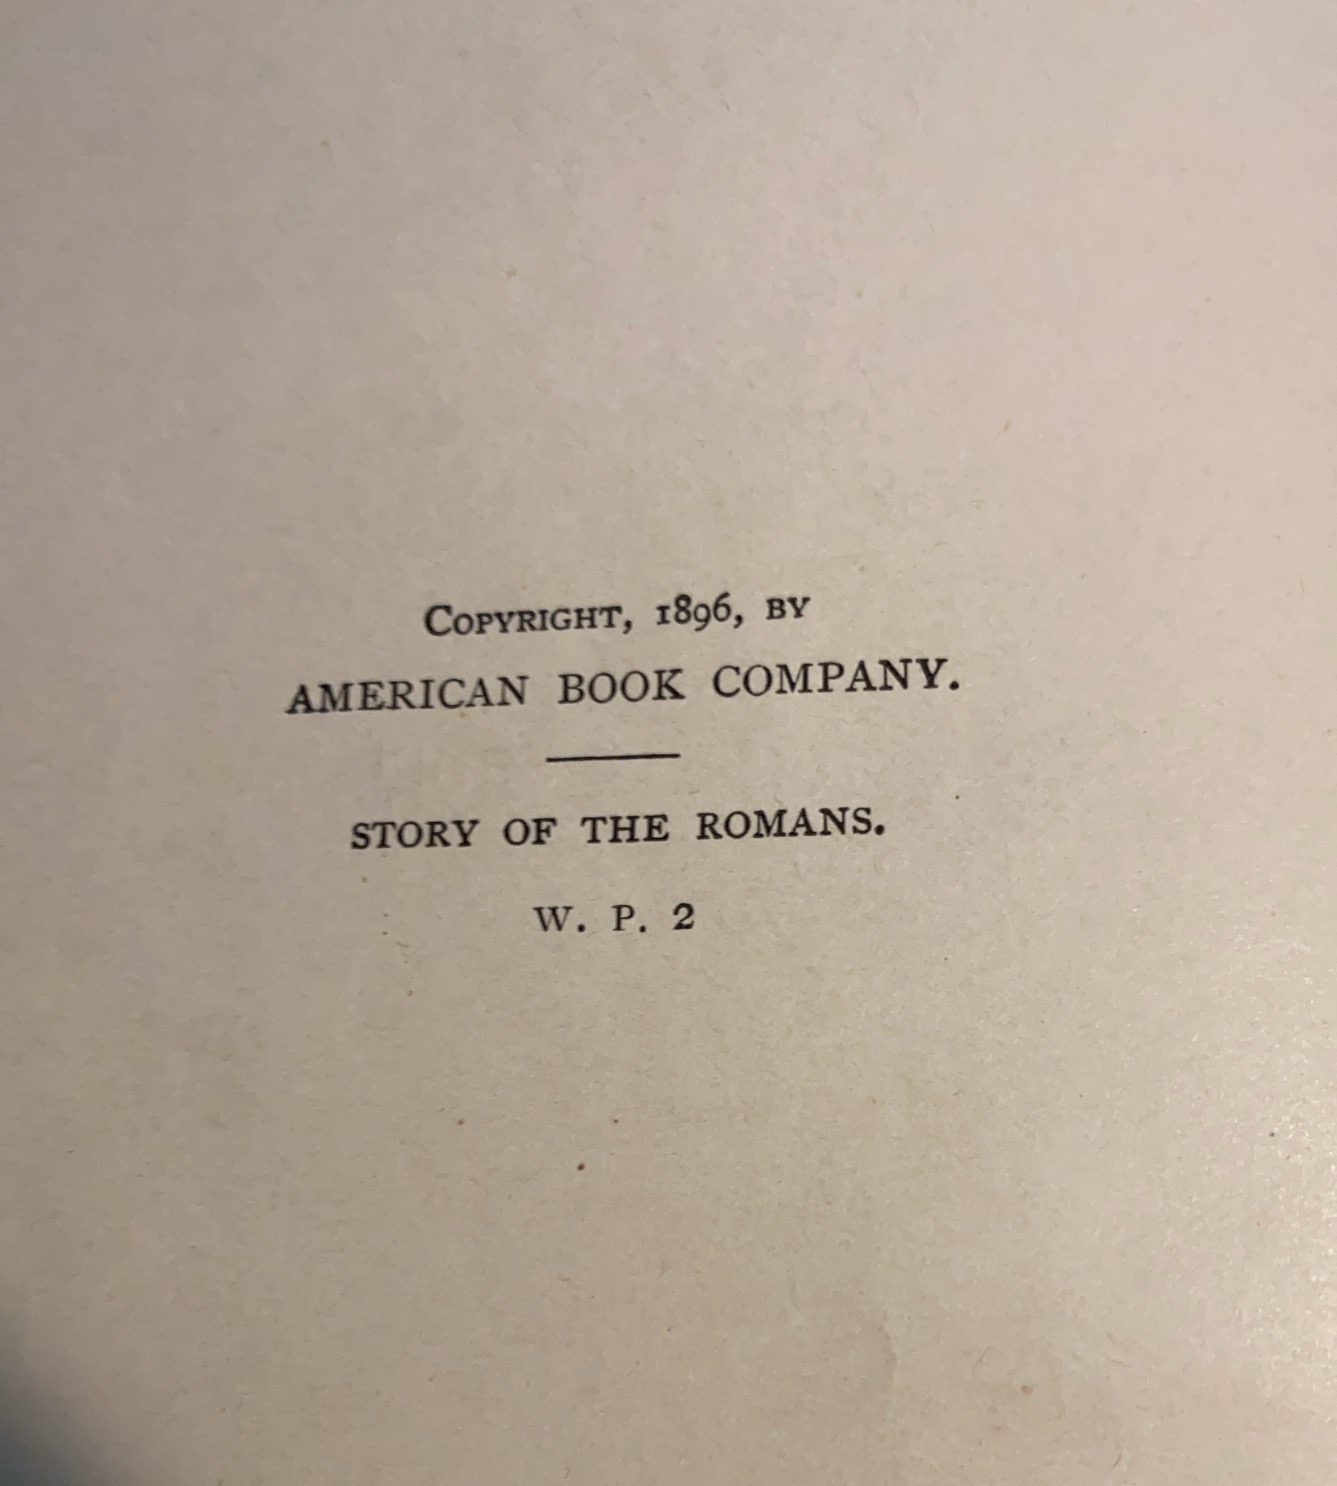 COPYRIGHT, 1896, BY
AMERICAN BOOK COMPANY.
STORY OF THE ROMANS.
W. P. 2